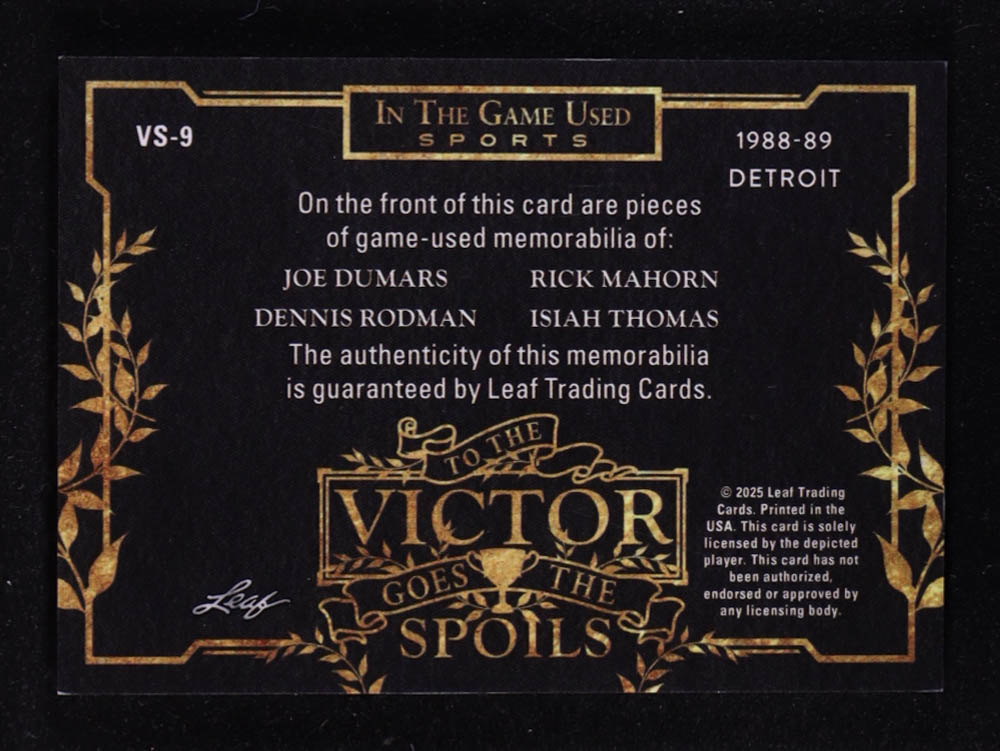 IN THE GAME USED
SPORTS
VS-9
1988-89
DETROIT
On the front of this card are pieces
of game-used memorabilia of:
JOE DUMARS RICK MAHORN
DENNIS RODMAN ISIAH THOMAS
The authenticity of this memorabilia
is guaranteed by Leaf Trading Cards.
TO THE
VICTOR
GOES THE
SPOILS
Leaf
© 2025 Leaf Trading
Cards. Printed in the
USA. This card is solely
licensed by the depicted
player. This card has not
been authorized,
endorsed or approved by
any licensing body.